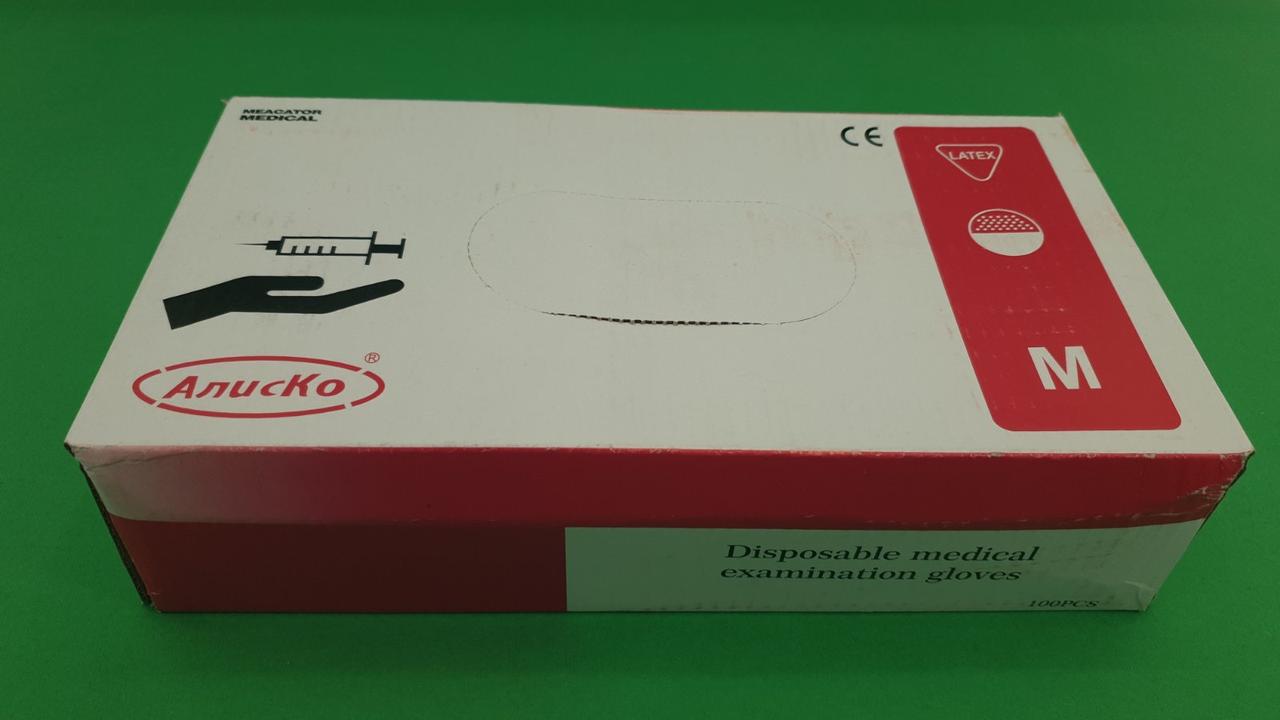 MEACATOR
MEDICAL
CE
LATEX
M
АлисКо ®
Disposable medical
examination gloves
100PCS